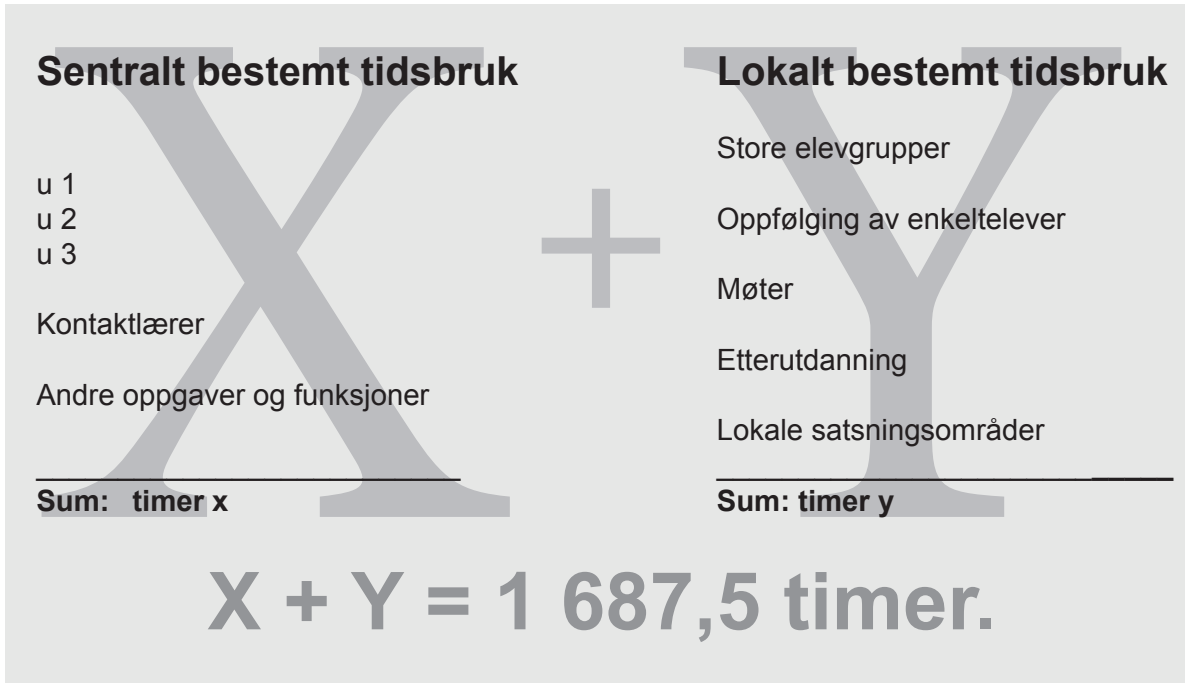 Sentralt bestemt tidsbruk
u 1
u 2
u 3
Kontaktlærer
Andre oppgaver og funksjoner
Sum: timer x
X
+
Lokalt bestemt tidsbruk
Store elevgrupper
Oppfølging av enkeltelever
Møter
Etterutdanning
Lokale satsningsområder
Sum: timer y
Y
X + Y = 1 687,5 timer.